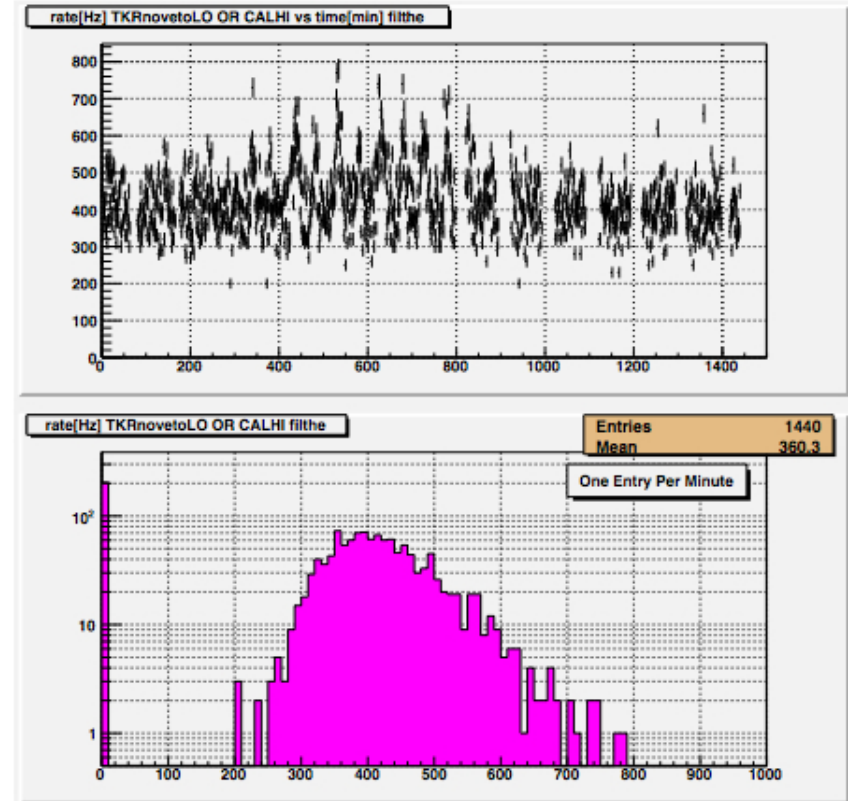 rate[Hz] TKRnovetoLO OR CALHI vs time[min] filthe
800
700
600
500
400
300
200
100
0
0 200 400 600 800 1000 1200 1400
rate[Hz] TKRnovetoLO OR CALHI filthe
Entries 1440
Mean 360.3
One Entry Per Minute
10²
10
1
0 100 200 300 400 500 600 700 800 900 1000